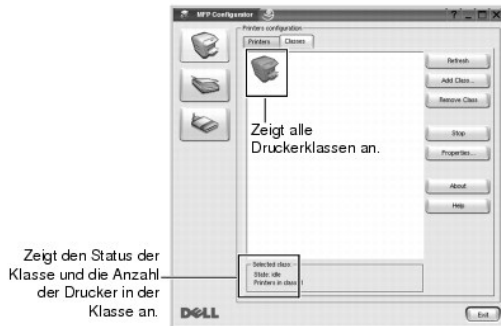 MFP Configurator
Printers configuration
Printers
Classes
Refresh
Add Class...
Remove Class
Zeigt alle
Druckerklassen an.
Stop
Properties...
About
Help
Zeigt den Status der
Klasse und die Anzahl
der Drucker in der
Klasse an.
Selected class:
State: idle
Printers in class: 1
DELL
Exit